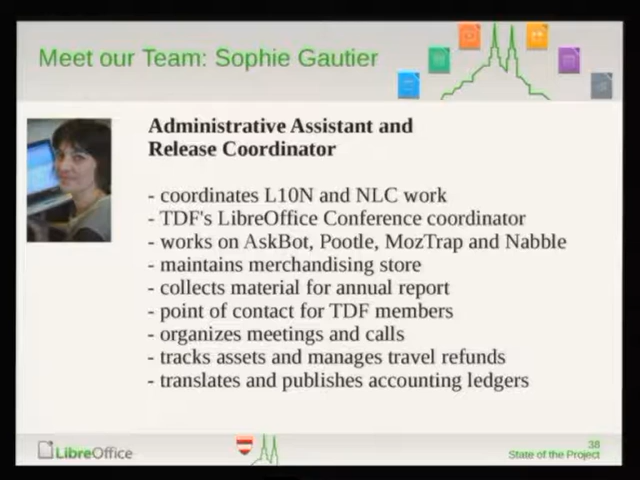 Meet our Team: Sophie Gautier
Administrative Assistant and
Release Coordinator
- coordinates L10N and NLC work
- TDF's LibreOffice Conference coordinator
- works on AskBot, Pootle, MozTrap and Nabble
- maintains merchandising store
- collects material for annual report
- point of contact for TDF members
- organizes meetings and calls
- tracks assets and manages travel refunds
- translates and publishes accounting ledgers
LibreOffice
38
State of the Project